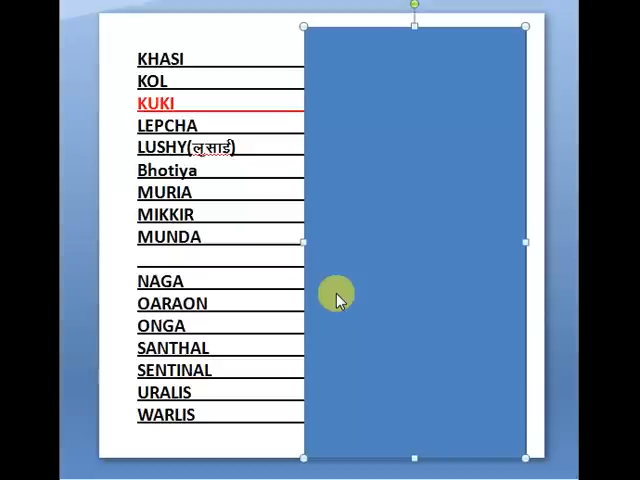 KHASI
KOL
KUKI
LEPCHA
LUSHY(लूसाई)
Bhotiya
MURIA
MIKKIR
MUNDA
NAGA
OARAON
ONGA
SANTHAL
SENTINAL
URALIS
WARLIS